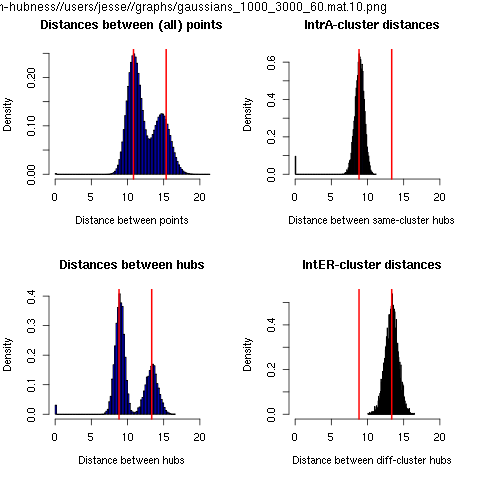 n-hubness//users/jesse//graphs/gaussians_1000_3000_60.mat.10.png
Distances between (all) points
Density
0.00 0.10 0.20
0 5 10 15 20
Distance between points
IntrA-cluster distances
Density
0.0 0.2 0.4 0.6
0 5 10 15 20
Distance between same-cluster hubs
Distances between hubs
Density
0.0 0.1 0.2 0.3 0.4
0 5 10 15 20
Distance between hubs
IntER-cluster distances
Density
0.0 0.2 0.4
0 5 10 15 20
Distance between diff-cluster hubs